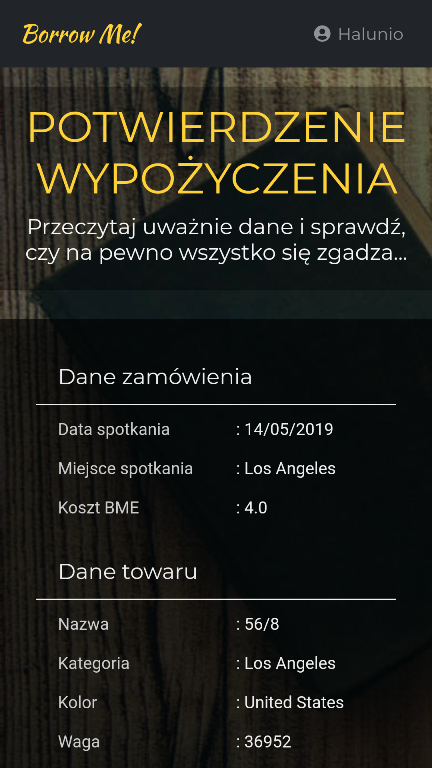 Borrow Me!
Halunio
POTWIERDZENIE
WYPOŻYCZENIA
Przeczytaj uważnie dane i sprawdź,
czy na pewno wszystko się zgadza...
Dane zamówienia
Data spotkania : 14/05/2019
Miejsce spotkania : Los Angeles
Koszt BME : 4.0
Dane towaru
Nazwa : 56/8
Kategoria : Los Angeles
Kolor : United States
Waga : 36952